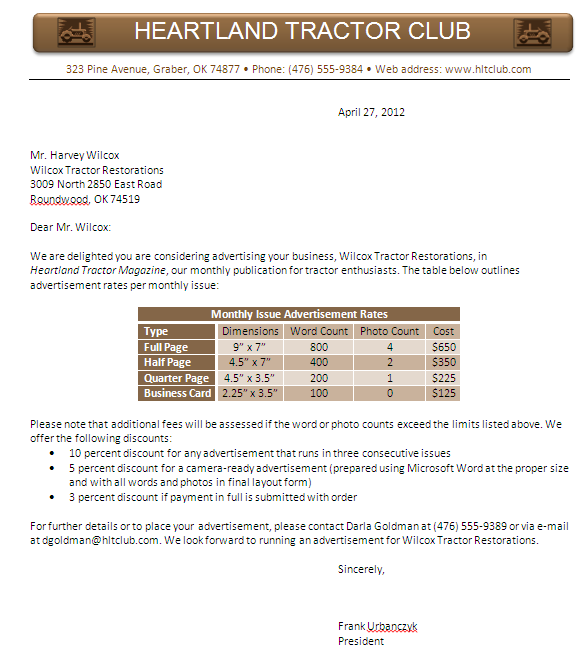 HEARTLAND TRACTOR CLUB
323 Pine Avenue, Graber, OK 74877 • Phone: (476) 555-9384 • Web address: www.hltclub.com
April 27, 2012
Mr. Harvey Wilcox
Wilcox Tractor Restorations
3009 North 2850 East Road
Roundwood, OK 74519
Dear Mr. Wilcox:
We are delighted you are considering advertising your business, Wilcox Tractor Restorations, in
Heartland Tractor Magazine, our monthly publication for tractor enthusiasts. The table below outlines
advertisement rates per monthly issue:
Monthly Issue Advertisement Rates
Type Dimensions Word Count Photo Count Cost
Full Page 9” x 7” 800 4 $650
Half Page 4.5” x 7” 400 2 $350
Quarter Page 4.5” x 3.5” 200 1 $225
Business Card 2.25” x 3.5” 100 0 $125
Please note that additional fees will be assessed if the word or photo counts exceed the limits listed above. We
offer the following discounts:
• 10 percent discount for any advertisement that runs in three consecutive issues
• 5 percent discount for a camera-ready advertisement (prepared using Microsoft Word at the proper size
and with all words and photos in final layout form)
• 3 percent discount if payment in full is submitted with order
For further details or to place your advertisement, please contact Darla Goldman at (476) 555-9389 or via e-mail
at dgoldman@hltclub.com. We look forward to running an advertisement for Wilcox Tractor Restorations.
Sincerely,
Frank Urbanczyk
President